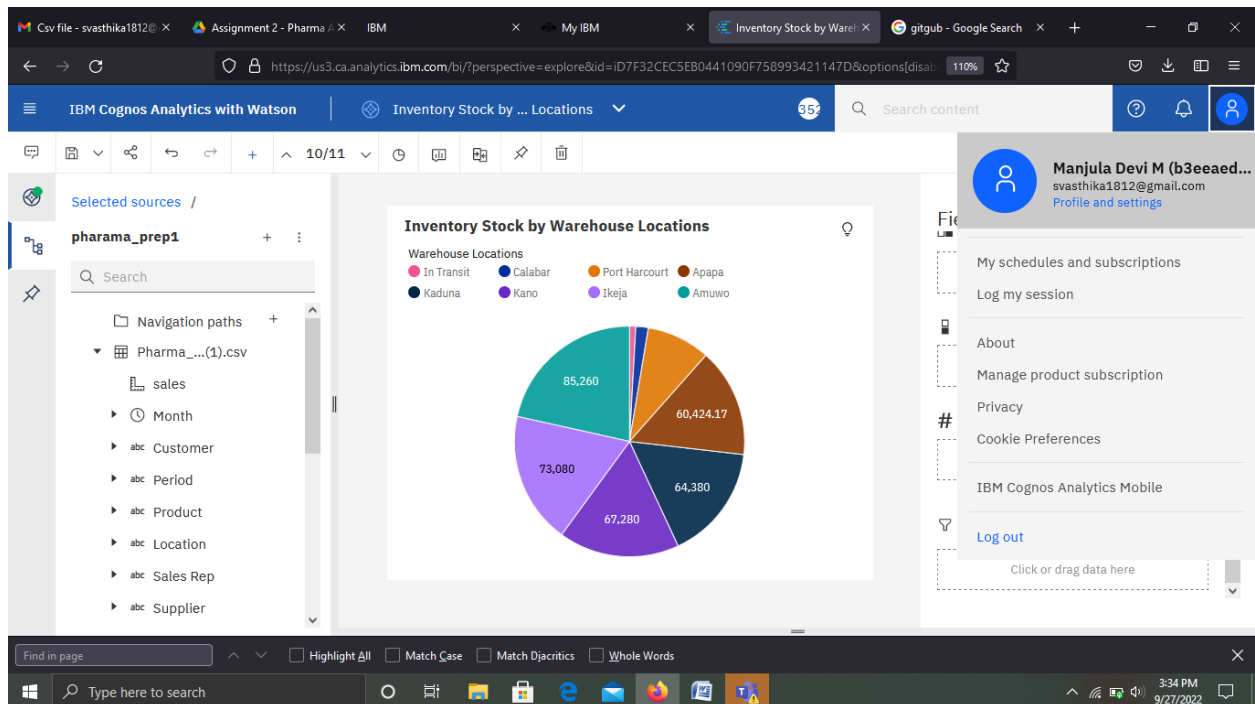 Csv file - svasthika1812@
Assignment 2 - Pharma A
IBM
My IBM
Inventory Stock by Wareh
gitgub - Google Search
https://us3.ca.analytics.ibm.com/bi/?perspective=explore&id=iD7F32CEC5EB0441090F758993421147D&options[disab
110%
IBM Cognos Analytics with Watson
Inventory Stock by ... Locations
352
Search content
10/11
Manjula Devi M (b3eeaed...
svasthika1812@gmail.com
Profile and settings
My schedules and subscriptions
Log my session
About
Manage product subscription
Privacy
Cookie Preferences
IBM Cognos Analytics Mobile
Log out
Selected sources /
pharama_prep1
Search
Navigation paths
Pharma_...(1).csv
sales
Month
abc Customer
abc Period
abc Product
abc Location
abc Sales Rep
abc Supplier
Inventory Stock by Warehouse Locations
Warehouse Locations
In Transit Calabar Port Harcourt Apapa
Kaduna Kano Ikeja Amuwo
85,260
60,424.17
73,080
64,380
67,280
#
Click or drag data here
Find in page
Highlight All
Match Case
Match Diacritics
Whole Words
Type here to search
3:34 PM
9/27/2022